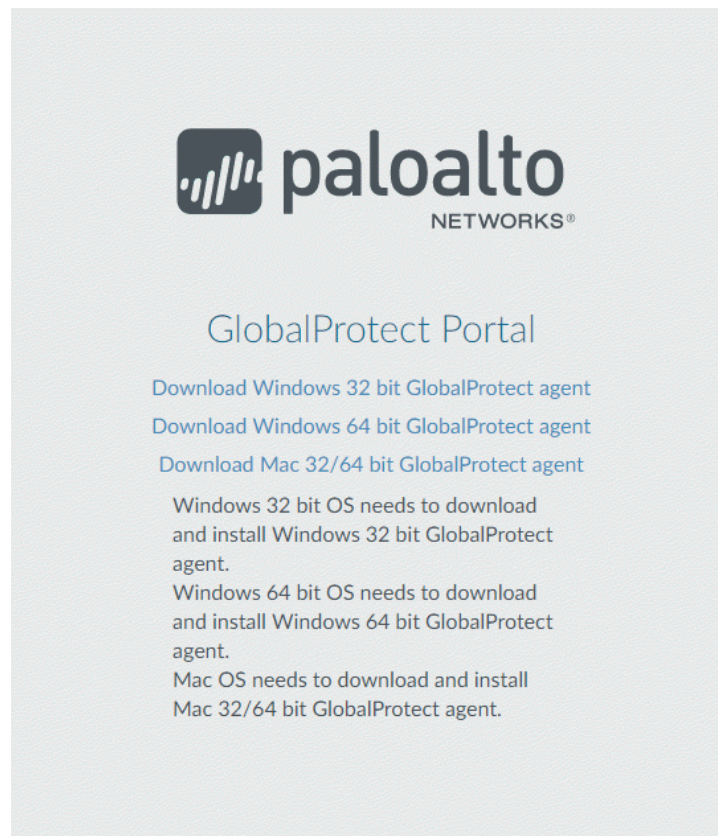 paloalto
NETWORKS®
GlobalProtect Portal
Download Windows 32 bit GlobalProtect agent
Download Windows 64 bit GlobalProtect agent
Download Mac 32/64 bit GlobalProtect agent
Windows 32 bit OS needs to download
and install Windows 32 bit GlobalProtect
agent.
Windows 64 bit OS needs to download
and install Windows 64 bit GlobalProtect
agent.
Mac OS needs to download and install
Mac 32/64 bit GlobalProtect agent.